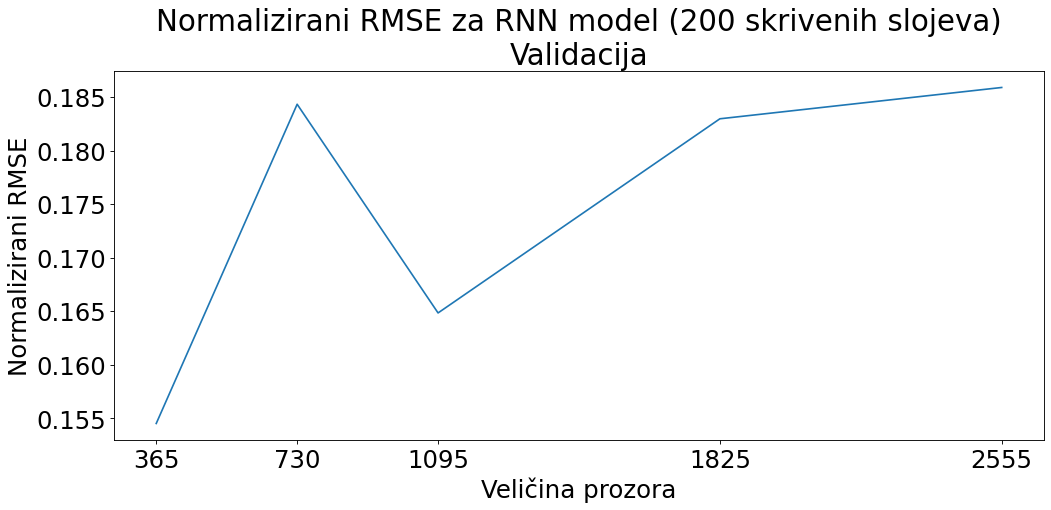 Normalizirani RMSE za RNN model (200 skrivenih slojeva)
Validacija
Normalizirani RMSE
0.185
0.180
0.175
0.170
0.165
0.160
0.155
365 730 1095 1825 2555
Veličina prozora